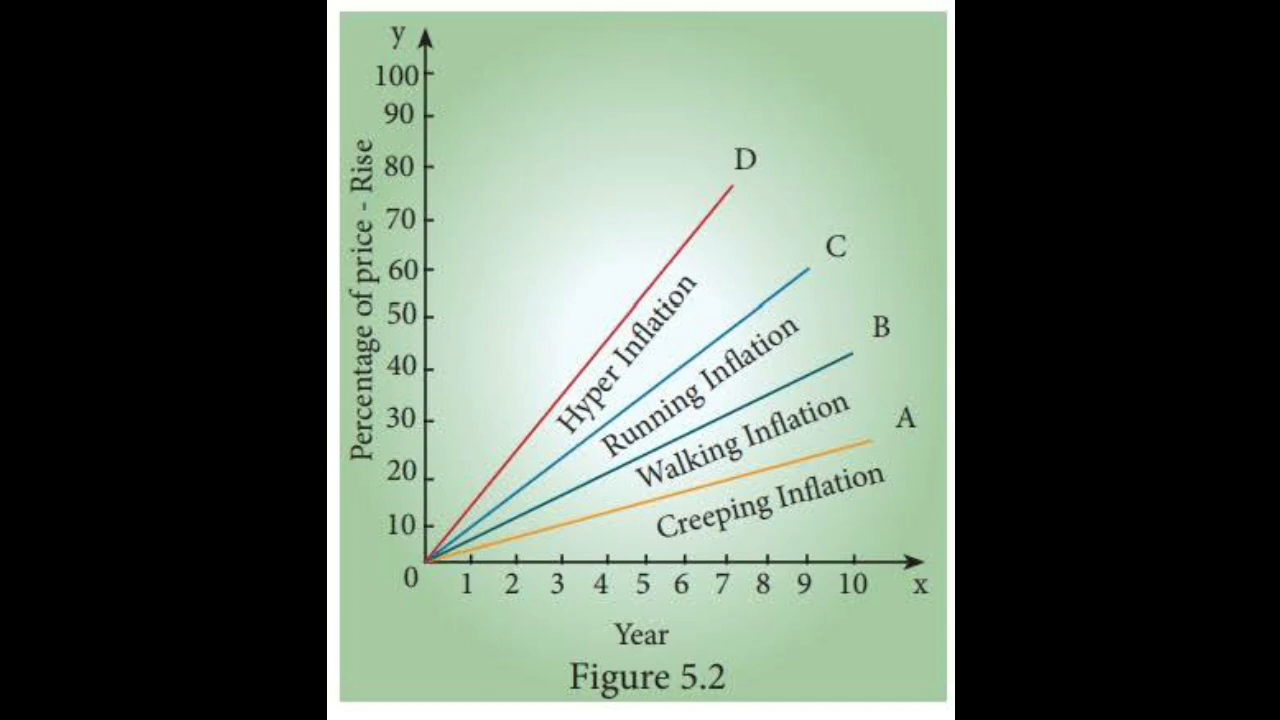 y
100
90
80
70
60
50
40
30
20
10
0
Percentage of price - Rise
D
C
B
A
Hyper Inflation
Running Inflation
Walking Inflation
Creeping Inflation
1 2 3 4 5 6 7 8 9 10 x
Year
Figure 5.2